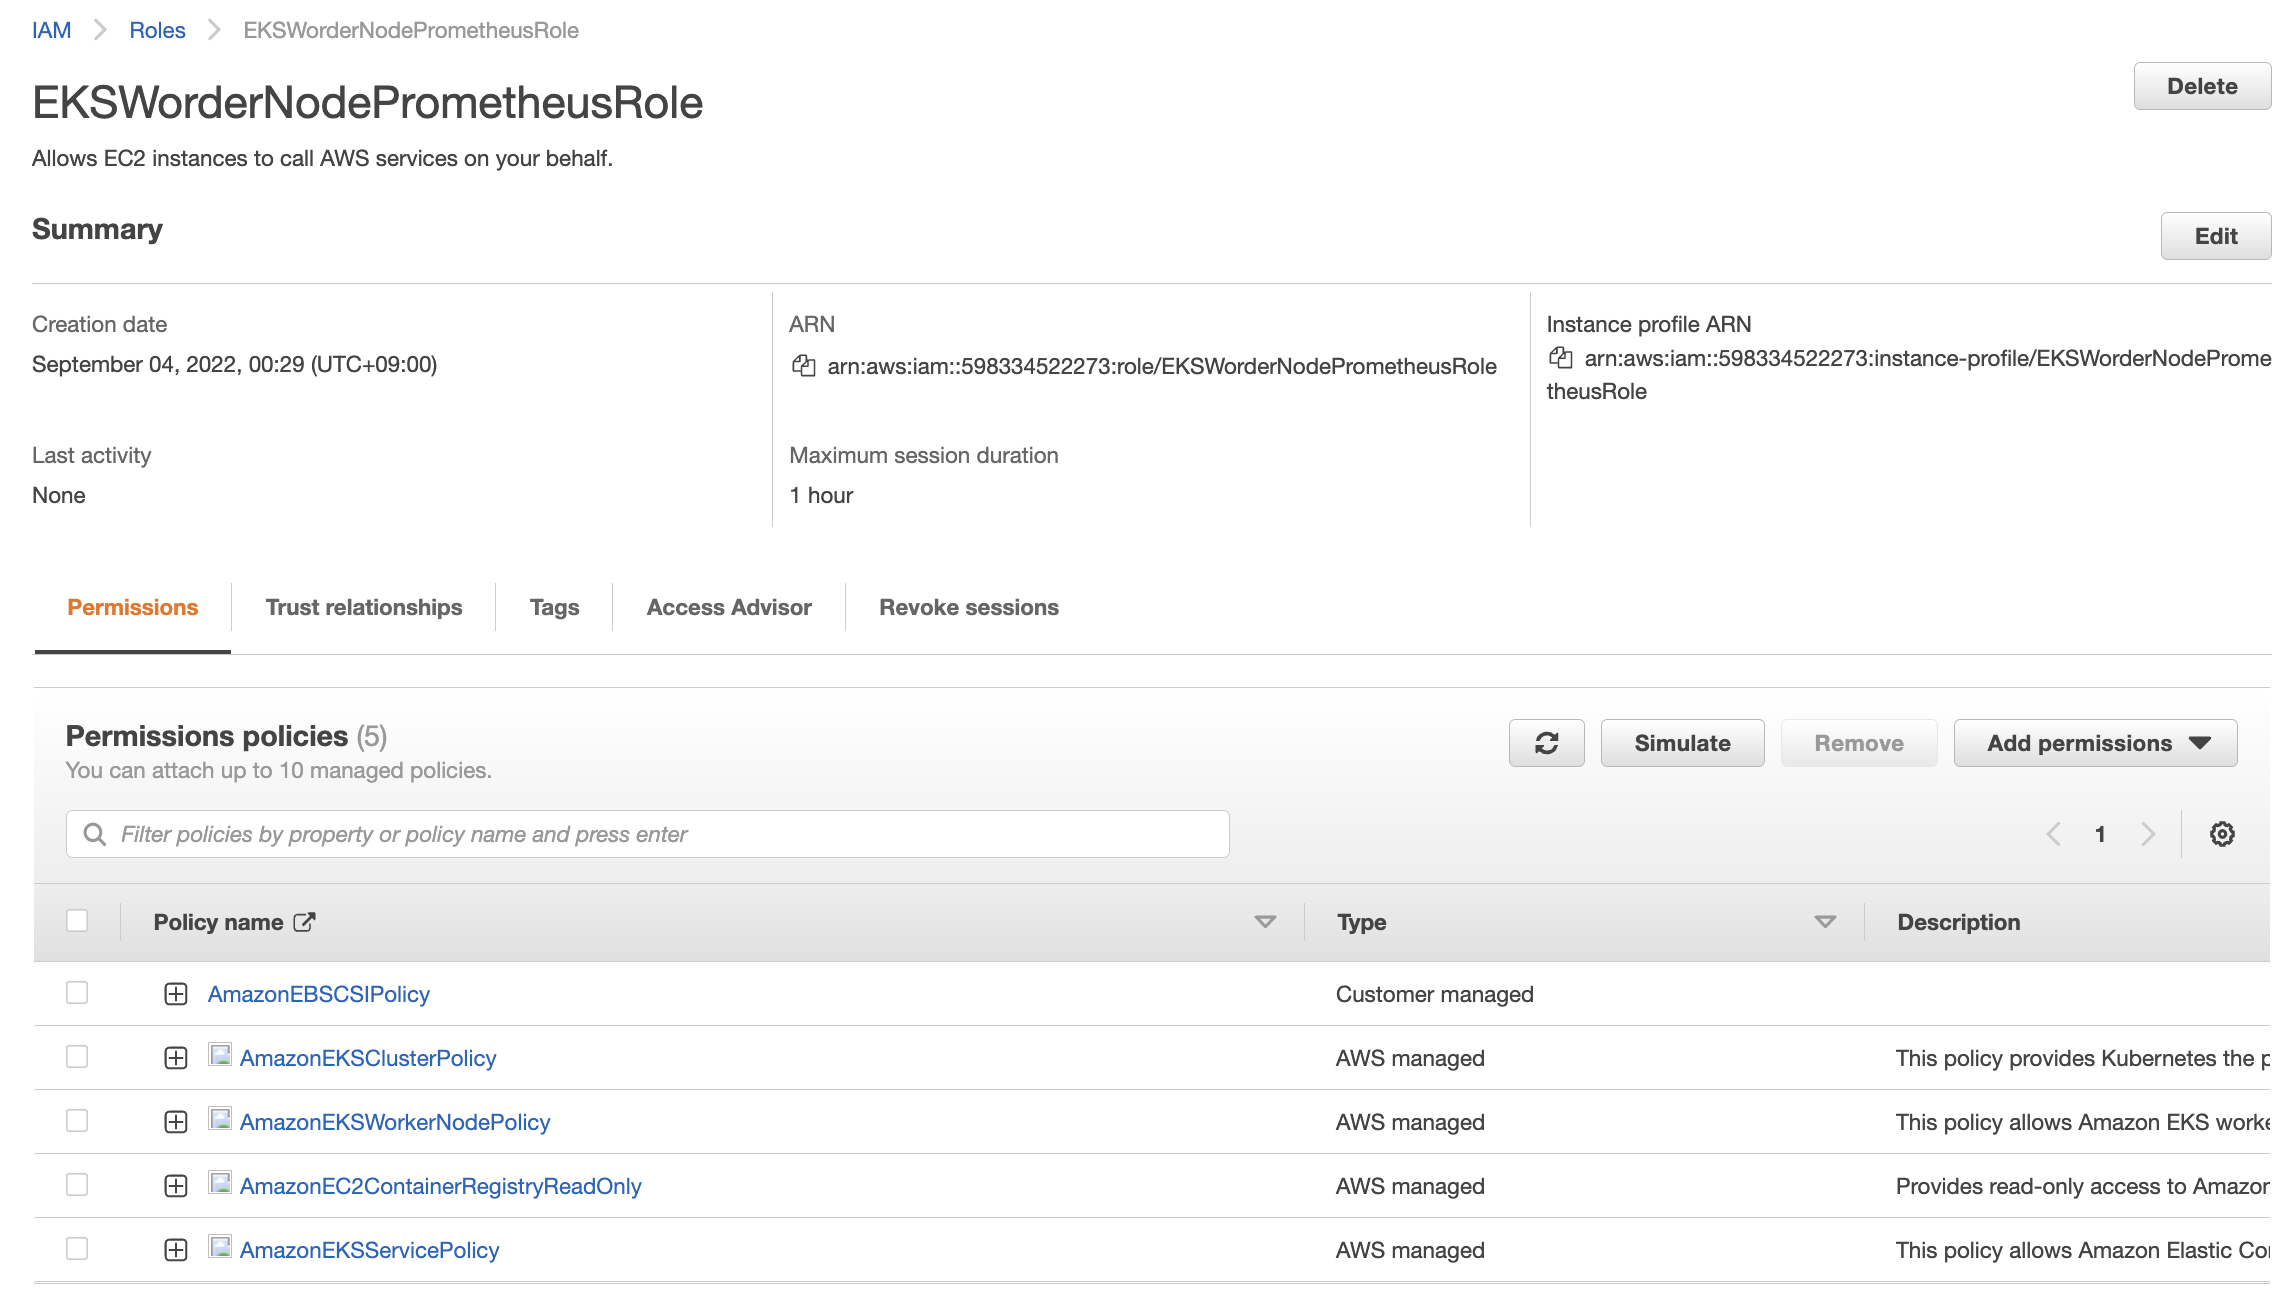 IAM Roles EKSWorderNodePrometheusRole
EKSWorderNodePrometheusRole
Delete
Allows EC2 instances to call AWS services on your behalf.
Summary
Edit
Creation date
September 04, 2022, 00:29 (UTC+09:00)
ARN
arn:aws:iam::598334522273:role/EKSWorderNodePrometheusRole
Instance profile ARN
arn:aws:iam::598334522273:instance-profile/EKSWorderNodeProme
theusRole
Last activity
None
Maximum session duration
1 hour
Permissions Trust relationships Tags Access Advisor Revoke sessions
Permissions policies (5)
You can attach up to 10 managed policies.
Simulate Remove Add permissions
Filter policies by property or policy name and press enter
1
Policy name Type Description
AmazonEBSCSIPolicy Customer managed
AmazonEKSClusterPolicy AWS managed This policy provides Kubernetes the p
AmazonEKSWorkerNodePolicy AWS managed This policy allows Amazon EKS worke
AmazonEC2ContainerRegistryReadOnly AWS managed Provides read-only access to Amazon
AmazonEKSServicePolicy AWS managed This policy allows Amazon Elastic Co